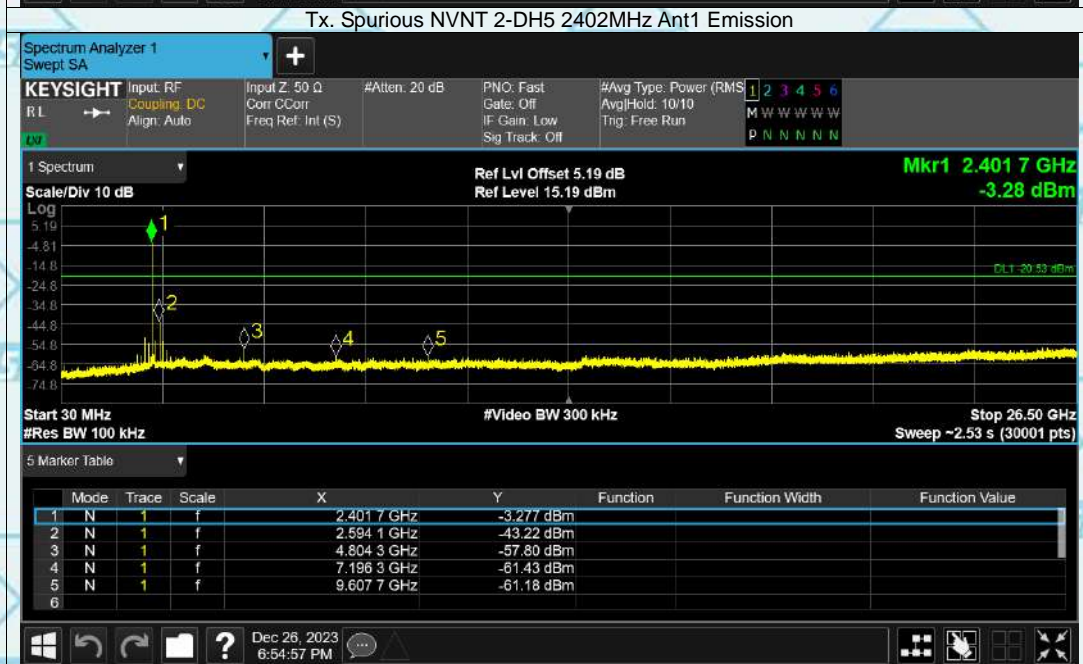 Tx. Spurious NVNT 2-DH5 2402MHz Ant1 Emission
Spectrum Analyzer 1
Swept SA
+
KEYSIGHT Input: RF Input Z: 50 Ω #Atten: 20 dB PNO: Fast #Avg Type: Power (RMS 1 2 3 4 5 6
RL Coupling: DC Corr CCorr Gate: Off Avg|Hold: 10/10 M W W W W W
Align: Auto Freq Ref: Int (S) IF Gain: Low Trig: Free Run
Sig Track: Off P N N N N N
1 Spectrum Ref Lvl Offset 5.19 dB Mkr1 2.401 7 GHz
Scale/Div 10 dB Ref Level 15.19 dBm -3.28 dBm
Log
5.19
1
-4.81
-14.8
DL1 -20.53 dBm
-24.8
-34.8
2
-44.8
3 4 5
-54.8
-64.8
-74.8
Start 30 MHz #Video BW 300 kHz Stop 26.50 GHz
#Res BW 100 kHz Sweep ~2.53 s (30001 pts)
5 Marker Table
Mode Trace Scale X Y Function Function Width Function Value
1 N 1 f 2.401 7 GHz -3.277 dBm
2 N 1 f 2.594 1 GHz -43.22 dBm
3 N 1 f 4.804 3 GHz -57.80 dBm
4 N 1 f 7.196 3 GHz -61.43 dBm
5 N 1 f 9.607 7 GHz -61.18 dBm
6
? Dec 26, 2023
6:54:57 PM